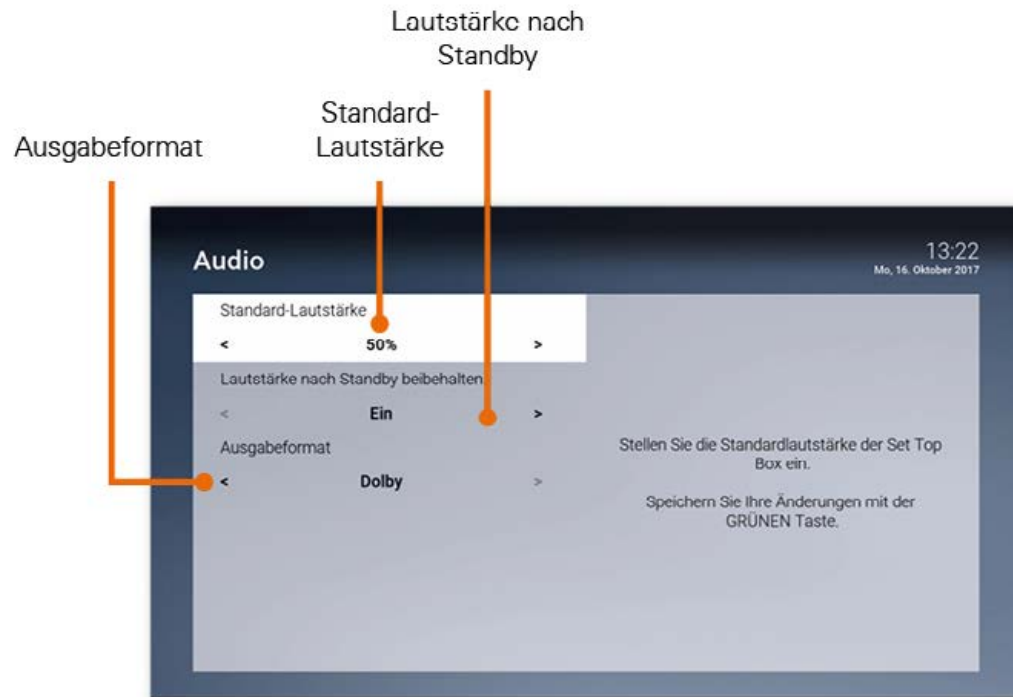 Lautstärke nach
Standby
Standard-
Lautstärke
Ausgabeformat
Audio
13:22
Mo, 16. Oktober 2017
Standard-Lautstärke
< 50% >
Lautstärke nach Standby beibehalten
< Ein >
Ausgabeformat
< Dolby >
Stellen Sie die Standardlautstärke der Set Top
Box ein.
Speichern Sie Ihre Änderungen mit der
GRÜNEN Taste.